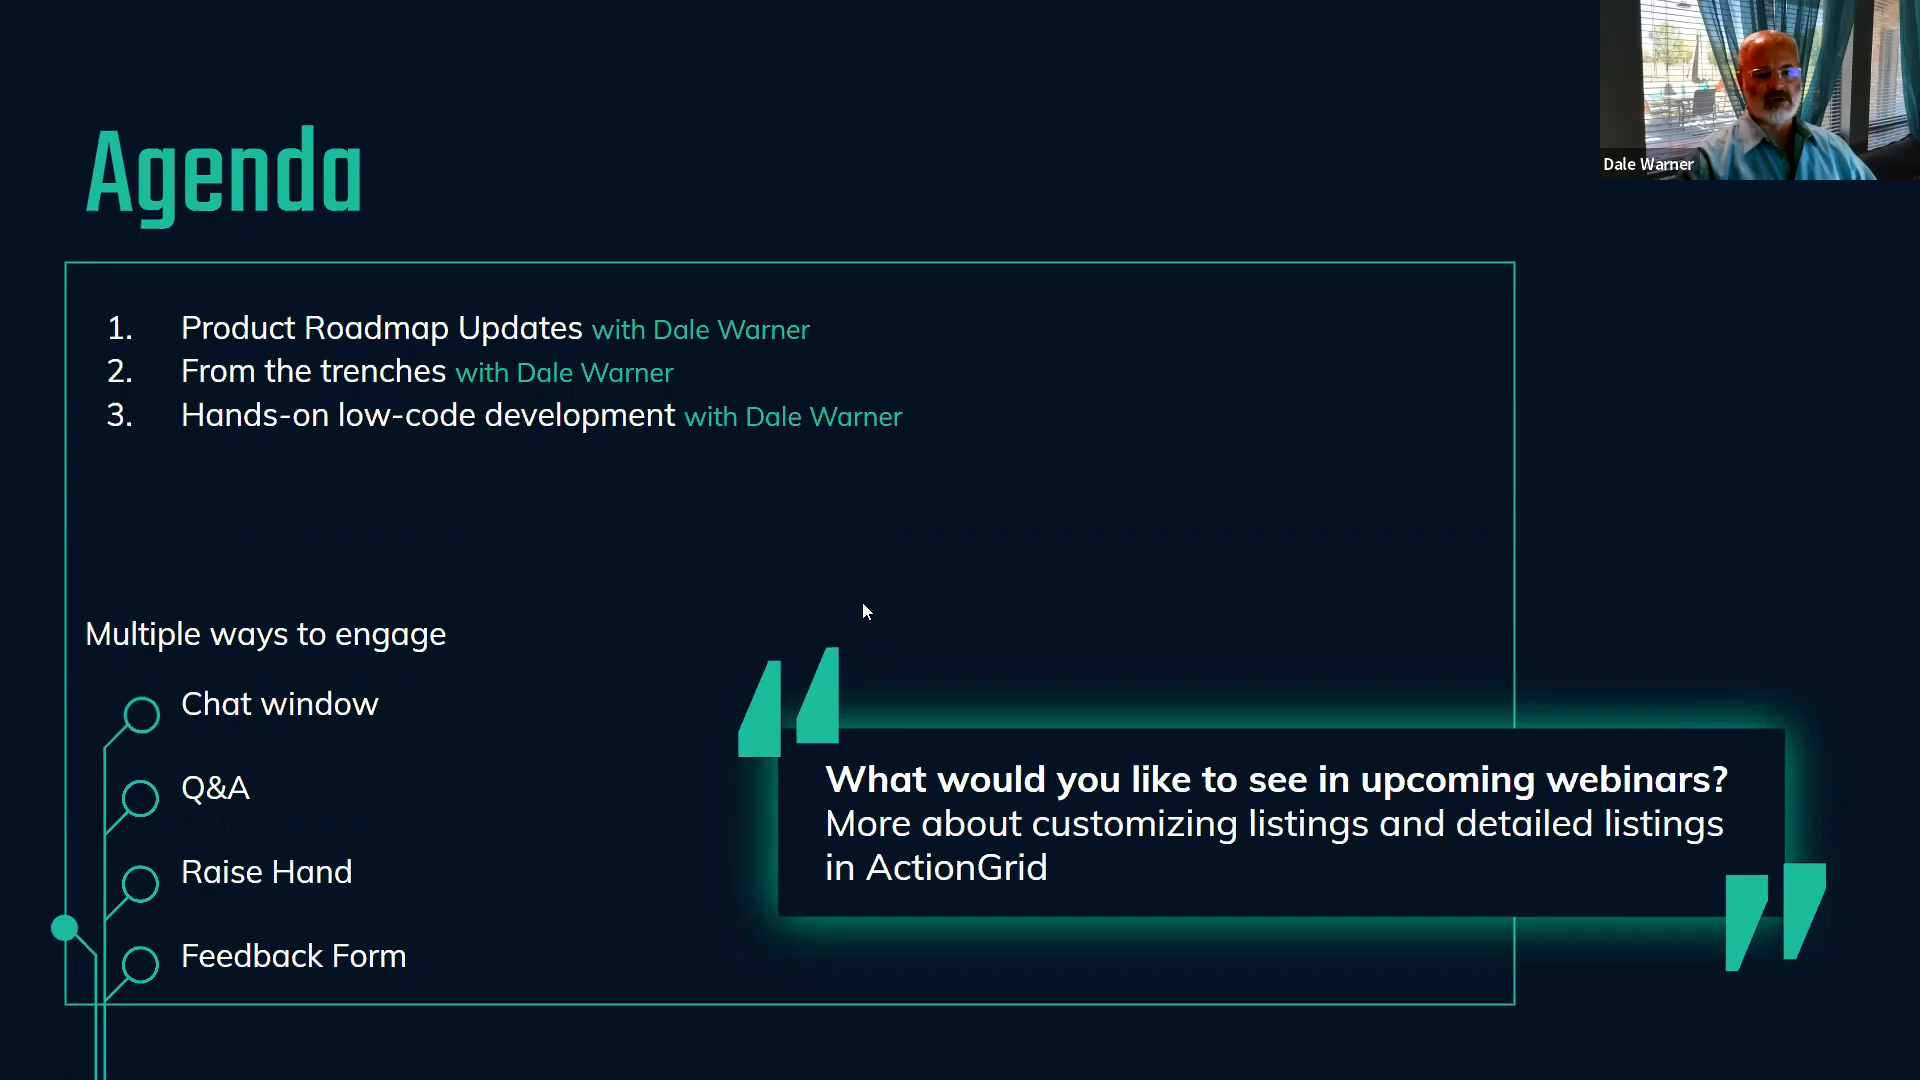 Agenda
Dale Warner
1. Product Roadmap Updates with Dale Warner
2. From the trenches with Dale Warner
3. Hands-on low-code development with Dale Warner
Multiple ways to engage
Chat window
Q&A
Raise Hand
Feedback Form
What would you like to see in upcoming webinars?
More about customizing listings and detailed listings
in ActionGrid